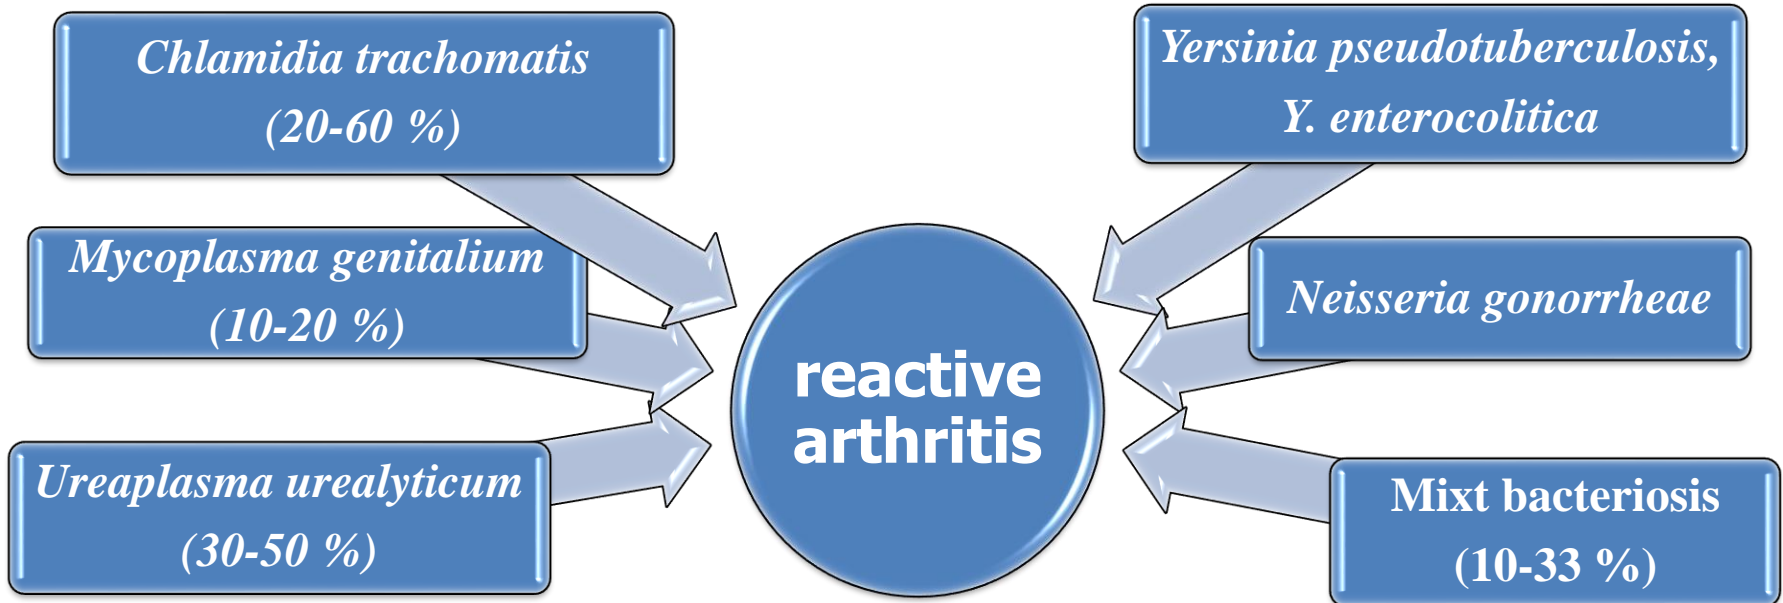 Chlamidia trachomatis
(20-60 %)
Mycoplasma genitalium
(10-20 %)
Ureaplasma urealyticum
(30-50 %)
reactive
arthritis
Yersinia pseudotuberculosis,
Y. enterocolitica
Neisseria gonorrheae
Mixt bacteriosis
(10-33 %)